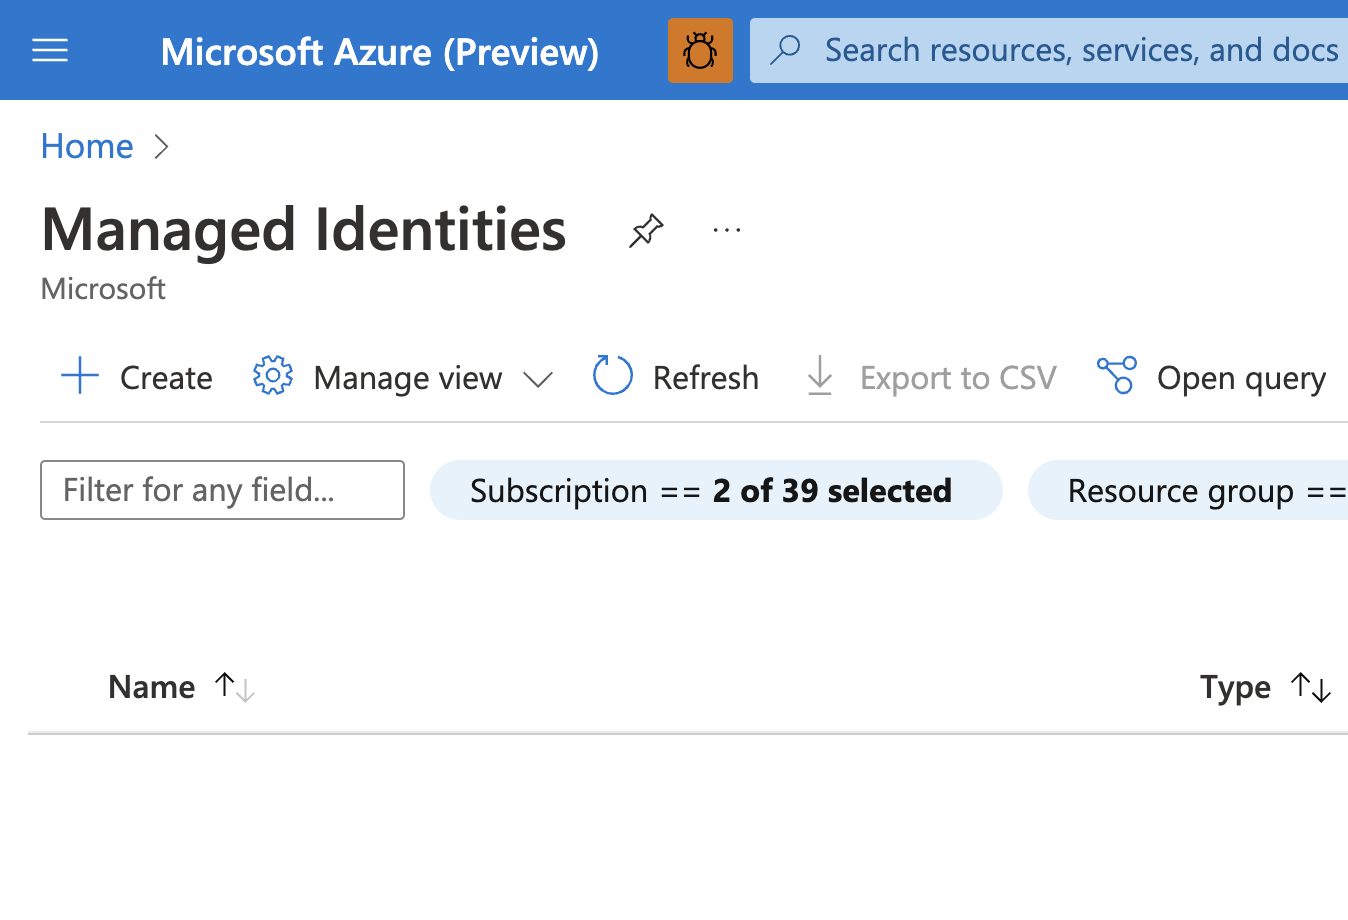 Microsoft Azure (Preview)
Search resources, services, and docs
Home
Managed Identities
Microsoft
Create Manage view Refresh Export to CSV Open query
Filter for any field... Subscription == 2 of 39 selected Resource group ==
Name Type